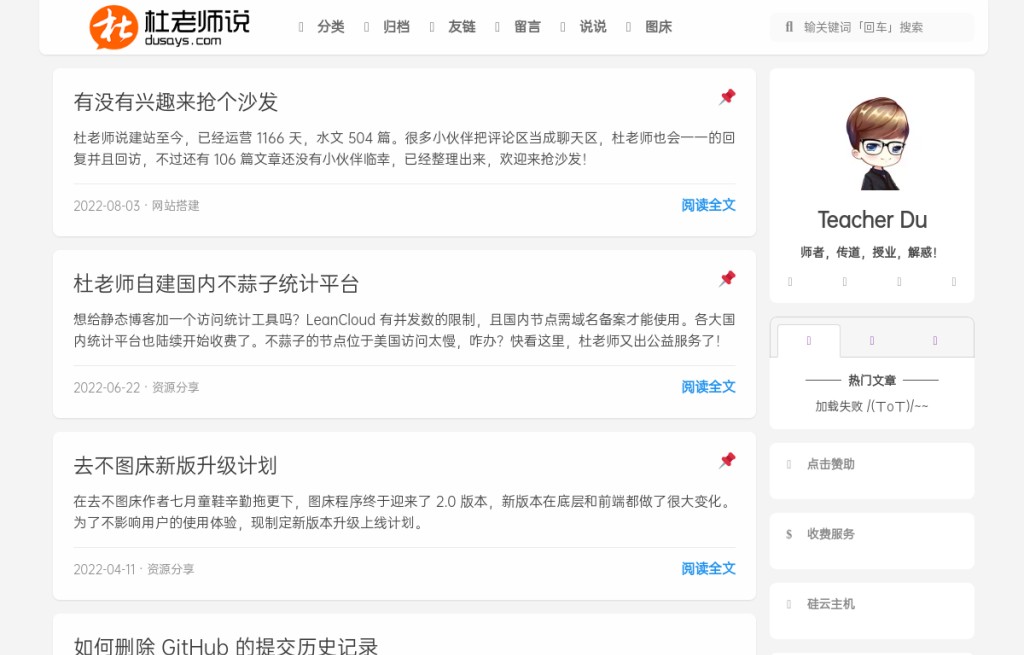 杜老师说
dusays.com
分类 归档 友链 留言 说说 图床
输关键词「回车」搜索
有没有兴趣来抢个沙发
杜老师说建站至今，已经运营 1166 天，水文 504 篇。很多小伙伴把评论区当成聊天区，杜老师也会一一的回
复并且回访，不过还有 106 篇文章还没有小伙伴临幸，已经整理出来，欢迎来抢沙发！
2022-08-03 · 网站搭建
阅读全文
杜老师自建国内不蒜子统计平台
想给静态博客加一个访问统计工具吗？LeanCloud 有并发数的限制，且国内节点需域名备案才能使用。各大国
内统计平台也陆续开始收费了。不蒜子的节点位于美国访问太慢，咋办？快看这里，杜老师又出公益服务了！
2022-06-22 · 资源分享
阅读全文
去不图床新版升级计划
在去不图床作者七月童鞋辛勤拖更下，图床程序终于迎来了 2.0 版本，新版本在底层和前端都做了很大变化。
为了不影响用户的使用体验，现制定新版本升级上线计划。
2022-04-11 · 资源分享
阅读全文
如何删除 GitHub 的提交历史记录
Teacher Du
师者，传道，授业，解惑！
热门文章
加载失败 /(ㄒoㄒ)/~~
点击赞助
$ 收费服务
硅云主机